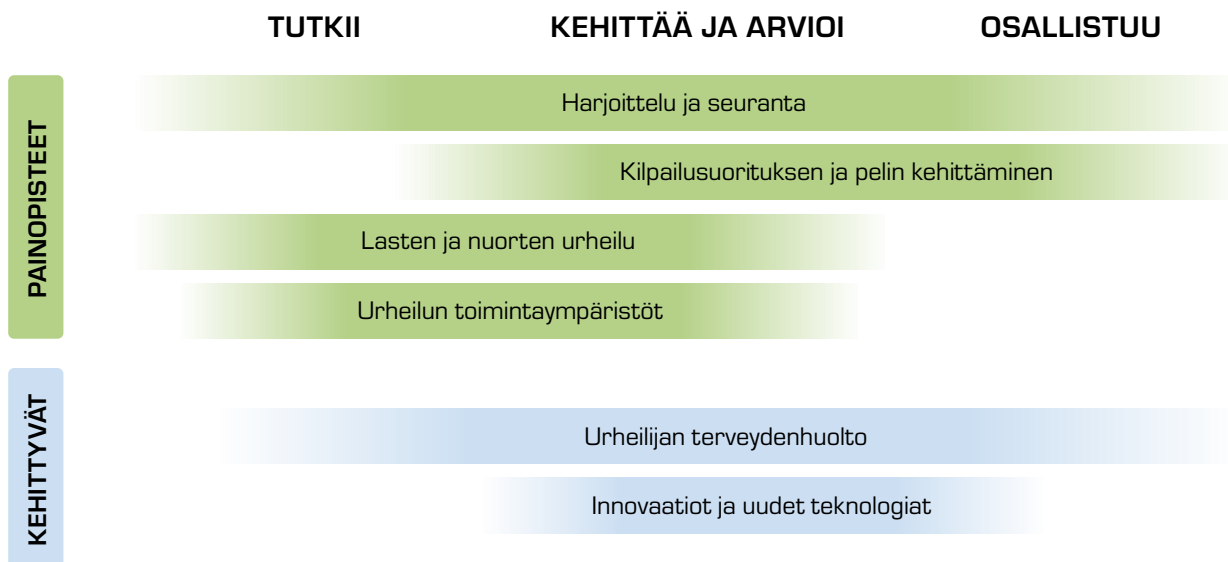 TUTKII
KEHITTÄÄ JA ARVIOI
OSALLISTUU
PAINOPISTEET
Harjoittelu ja seuranta
Kilpailusuorituksen ja pelin kehittäminen
Lasten ja nuorten urheilu
Urheilun toimintaympäristöt
KEHITTYVÄT
Urheilijan terveydenhuolto
Innovaatiot ja uudet teknologiat